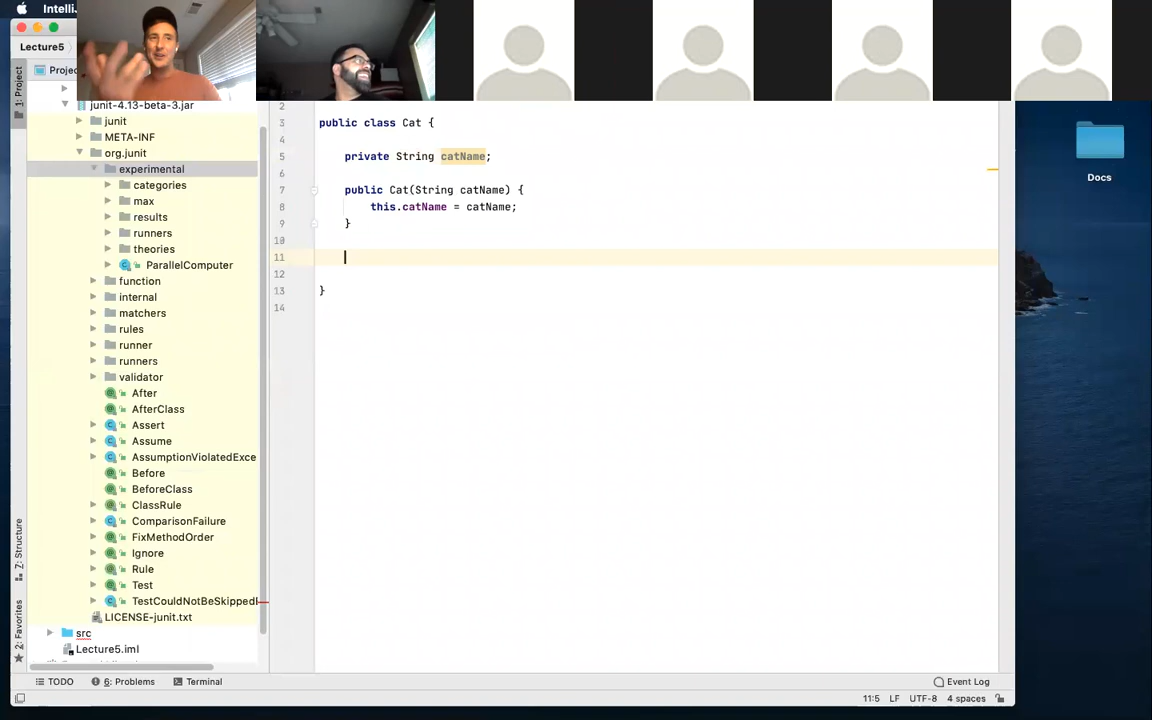 IntelliJ
Lecture5
1: Project
Projec
junit-4.13-beta-3.jar
junit
META-INF
org.junit
experimental
categories
max
results
runners
theories
ParallelComputer
function
internal
matchers
rules
runner
runners
validator
After
AfterClass
Assert
Assume
AssumptionViolatedExce
Before
BeforeClass
ClassRule
ComparisonFailure
FixMethodOrder
Ignore
Rule
Test
TestCouldNotBeSkippedE
LICENSE-junit.txt
src
Lecture5.iml
7: Structure
2: Favorites
2
3 public class Cat {
4
5 private String catName;
6
7 public Cat(String catName) {
8 this.catName = catName;
9 }
10
11
12
13 }
14
Docs
TODO 6: Problems Terminal Event Log
11:5 LF UTF-8 4 spaces